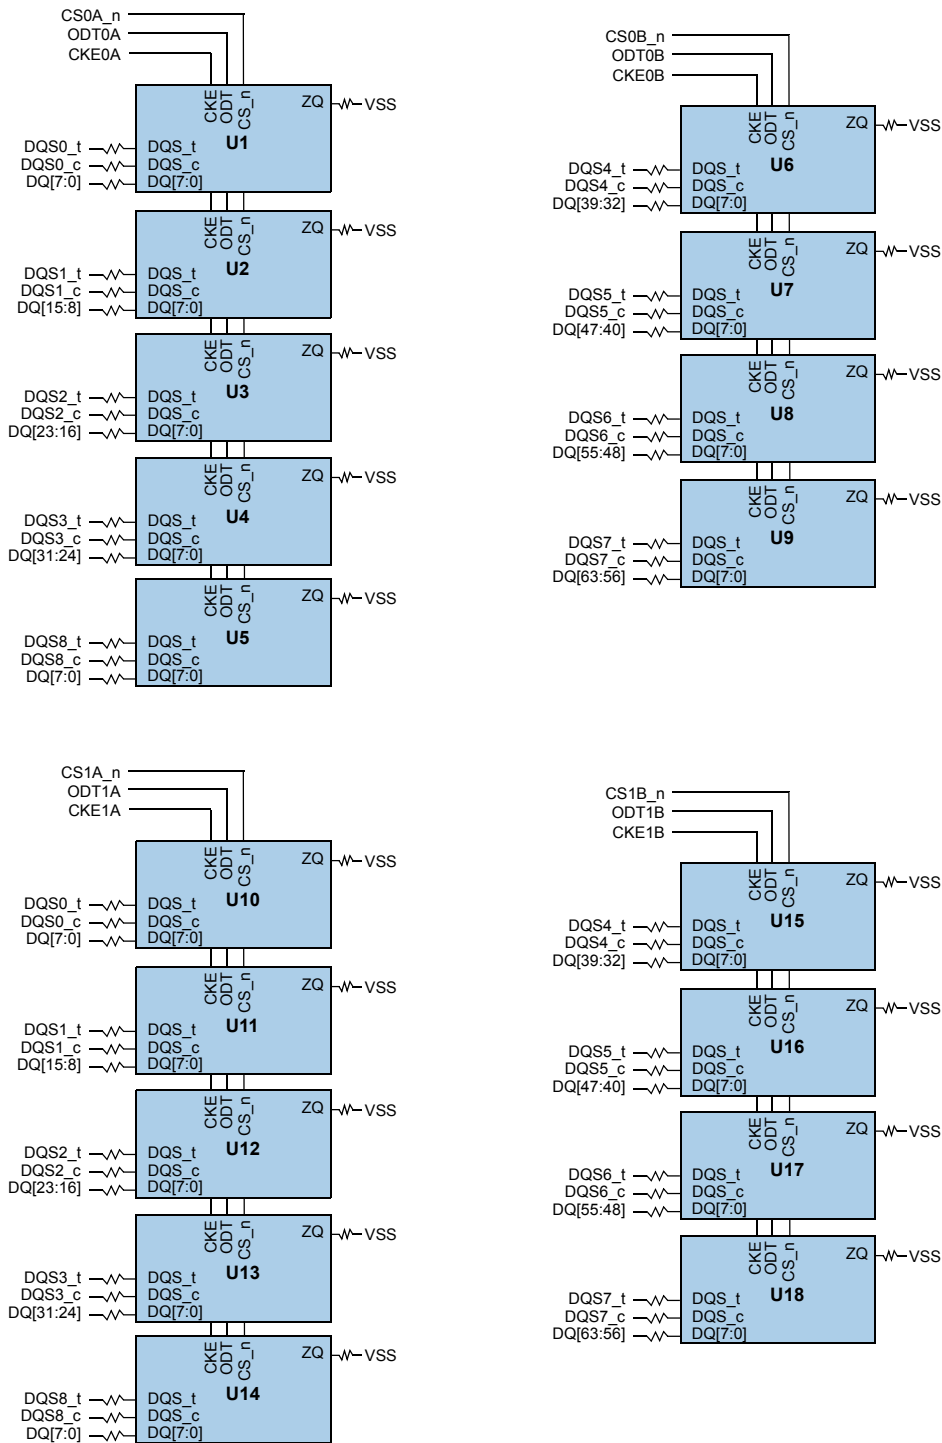 CS0A_n
ODT0A
CKE0A
CKE
ODT
CS_n
ZQ
VSS
U1
DQS0_t
DQS_t
DQS0_c
DQS_c
DQ[7:0]
DQ[7:0]
CKE
ODT
CS_n
ZQ
VSS
U2
DQS1_t
DQS_t
DQS1_c
DQS_c
DQ[15:8]
DQ[7:0]
CKE
ODT
CS_n
ZQ
VSS
U3
DQS2_t
DQS_t
DQS2_c
DQS_c
DQ[23:16]
DQ[7:0]
CKE
ODT
CS_n
ZQ
VSS
U4
DQS3_t
DQS_t
DQS3_c
DQS_c
DQ[31:24]
DQ[7:0]
CKE
ODT
CS_n
ZQ
VSS
U5
DQS8_t
DQS_t
DQS8_c
DQS_c
DQ[7:0]
DQ[7:0]
CS0B_n
ODT0B
CKE0B
CKE
ODT
CS_n
ZQ
VSS
U6
DQS4_t
DQS_t
DQS4_c
DQS_c
DQ[39:32]
DQ[7:0]
CKE
ODT
CS_n
ZQ
VSS
U7
DQS5_t
DQS_t
DQS5_c
DQS_c
DQ[47:40]
DQ[7:0]
CKE
ODT
CS_n
ZQ
VSS
U8
DQS6_t
DQS_t
DQS6_c
DQS_c
DQ[55:48]
DQ[7:0]
CKE
ODT
CS_n
ZQ
VSS
U9
DQS7_t
DQS_t
DQS7_c
DQS_c
DQ[63:56]
DQ[7:0]
CS1A_n
ODT1A
CKE1A
CKE
ODT
CS_n
ZQ
VSS
U10
DQS0_t
DQS_t
DQS0_c
DQS_c
DQ[7:0]
DQ[7:0]
CKE
ODT
CS_n
ZQ
VSS
U11
DQS1_t
DQS_t
DQS1_c
DQS_c
DQ[15:8]
DQ[7:0]
CKE
ODT
CS_n
ZQ
VSS
U12
DQS2_t
DQS_t
DQS2_c
DQS_c
DQ[23:16]
DQ[7:0]
CKE
ODT
CS_n
ZQ
VSS
U13
DQS3_t
DQS_t
DQS3_c
DQS_c
DQ[31:24]
DQ[7:0]
CKE
ODT
CS_n
ZQ
VSS
U14
DQS8_t
DQS_t
DQS8_c
DQS_c
DQ[7:0]
DQ[7:0]
CS1B_n
ODT1B
CKE1B
CKE
ODT
CS_n
ZQ
VSS
U15
DQS4_t
DQS_t
DQS4_c
DQS_c
DQ[39:32]
DQ[7:0]
CKE
ODT
CS_n
ZQ
VSS
U16
DQS5_t
DQS_t
DQS5_c
DQS_c
DQ[47:40]
DQ[7:0]
CKE
ODT
CS_n
ZQ
VSS
U17
DQS6_t
DQS_t
DQS6_c
DQS_c
DQ[55:48]
DQ[7:0]
CKE
ODT
CS_n
ZQ
VSS
U18
DQS7_t
DQS_t
DQS7_c
DQS_c
DQ[63:56]
DQ[7:0]